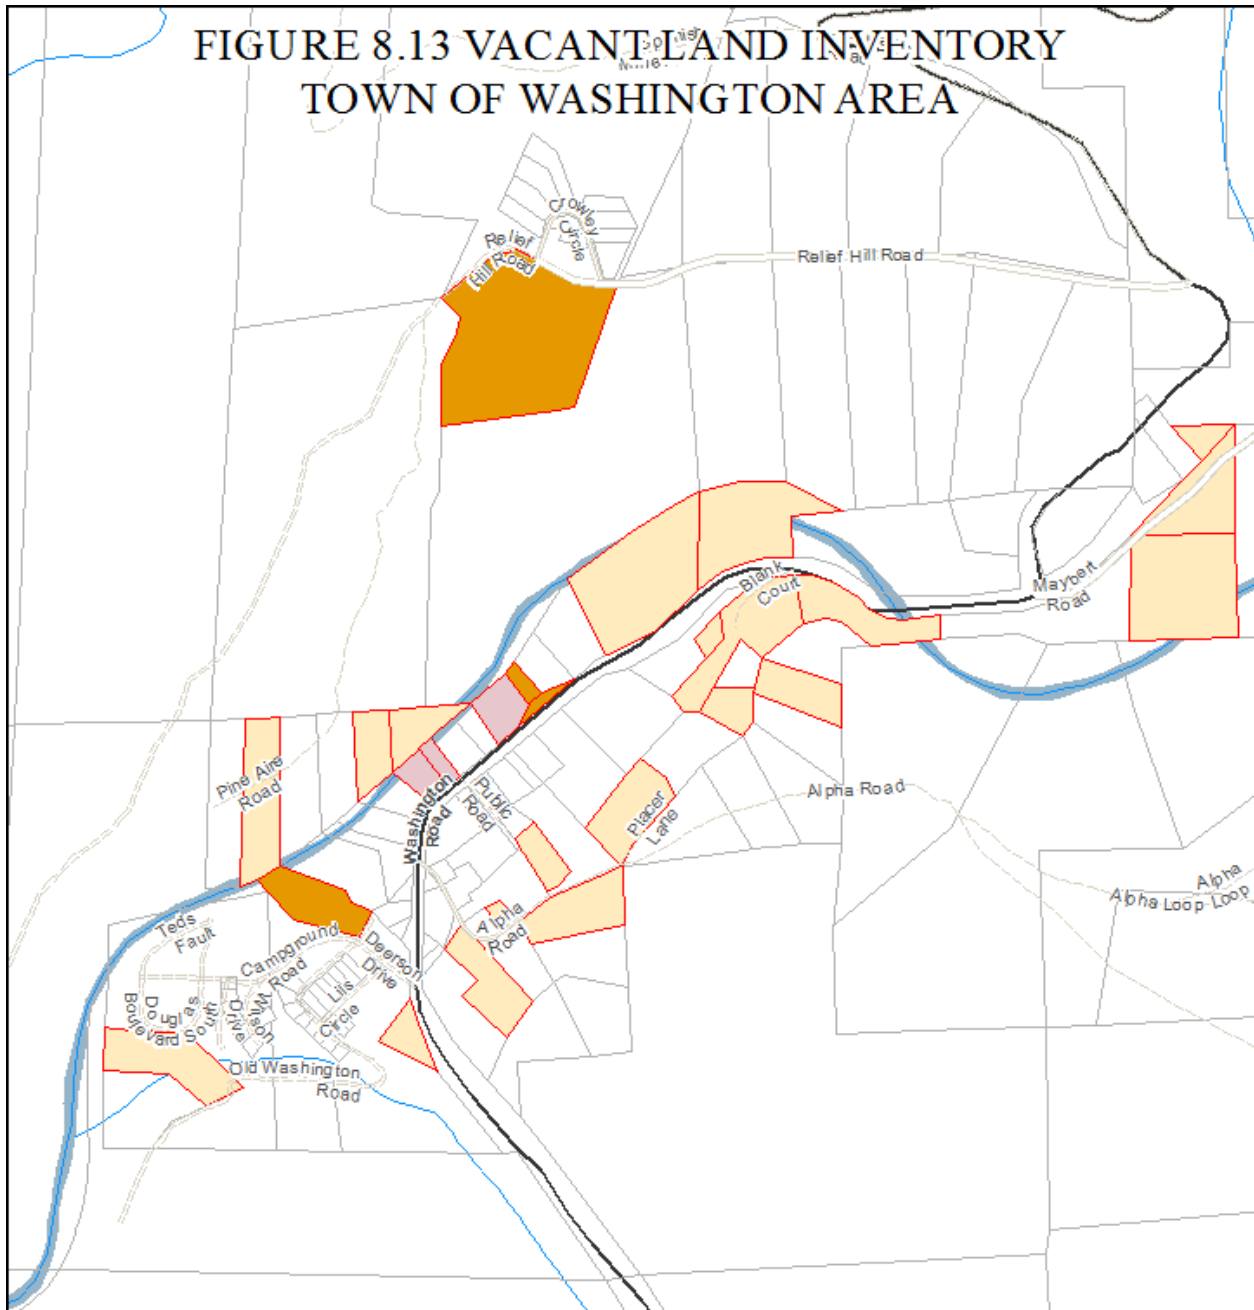 FIGURE 8.13 VACANT LAND INVENTORY
TOWN OF WASHINGTON AREA
Crowley
Circle
Relief
Hill Road
Relief Hill Road
Blank
Court
Maybert
Road
Pine Aire
Road
Washington
Road
Public
Road
Placer
Lane
Alpha Road
Alpha
Alpha Loop-Loop
Alpha
Road
Teds
Fault
Campground
Road
Deerson
Drive
Lils
Circle
Wilson
Drive
Douglas
Boulevard South
Old Washington
Road